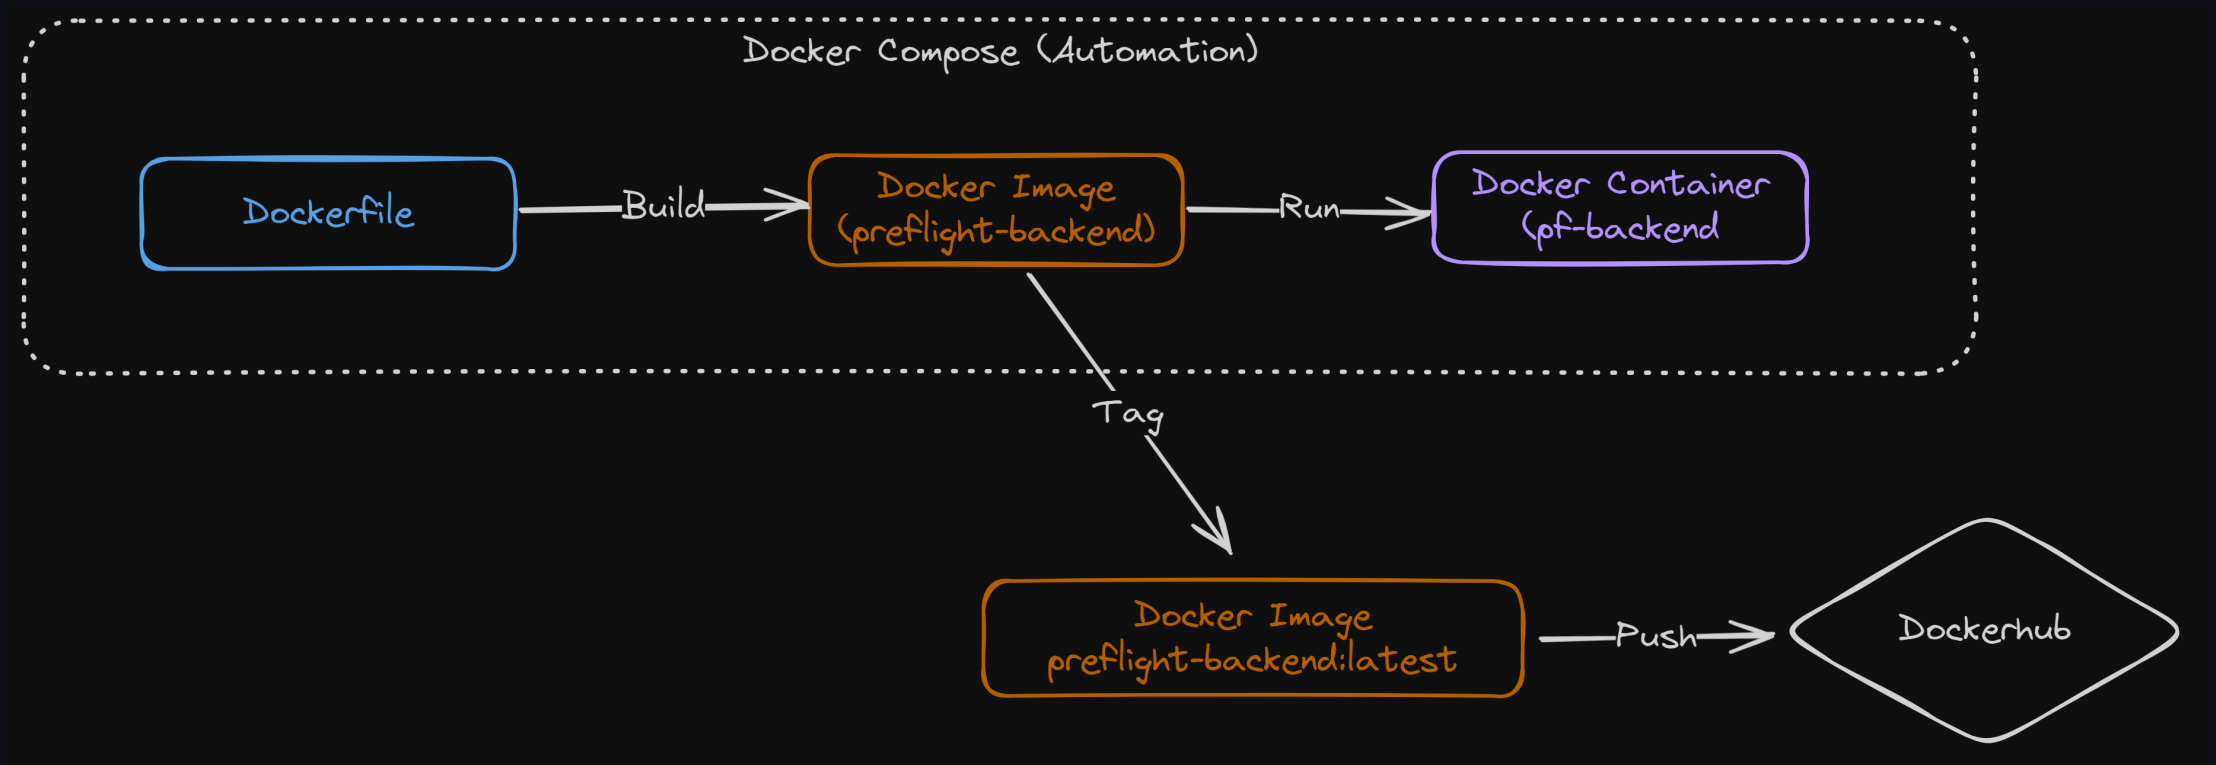 Docker Compose (Automation)
Dockerfile
Build
Docker Image
(preflight-backend)
Run
Docker Container
(pf-backend
Tag
Docker Image
preflight-backend:latest
Push
Dockerhub